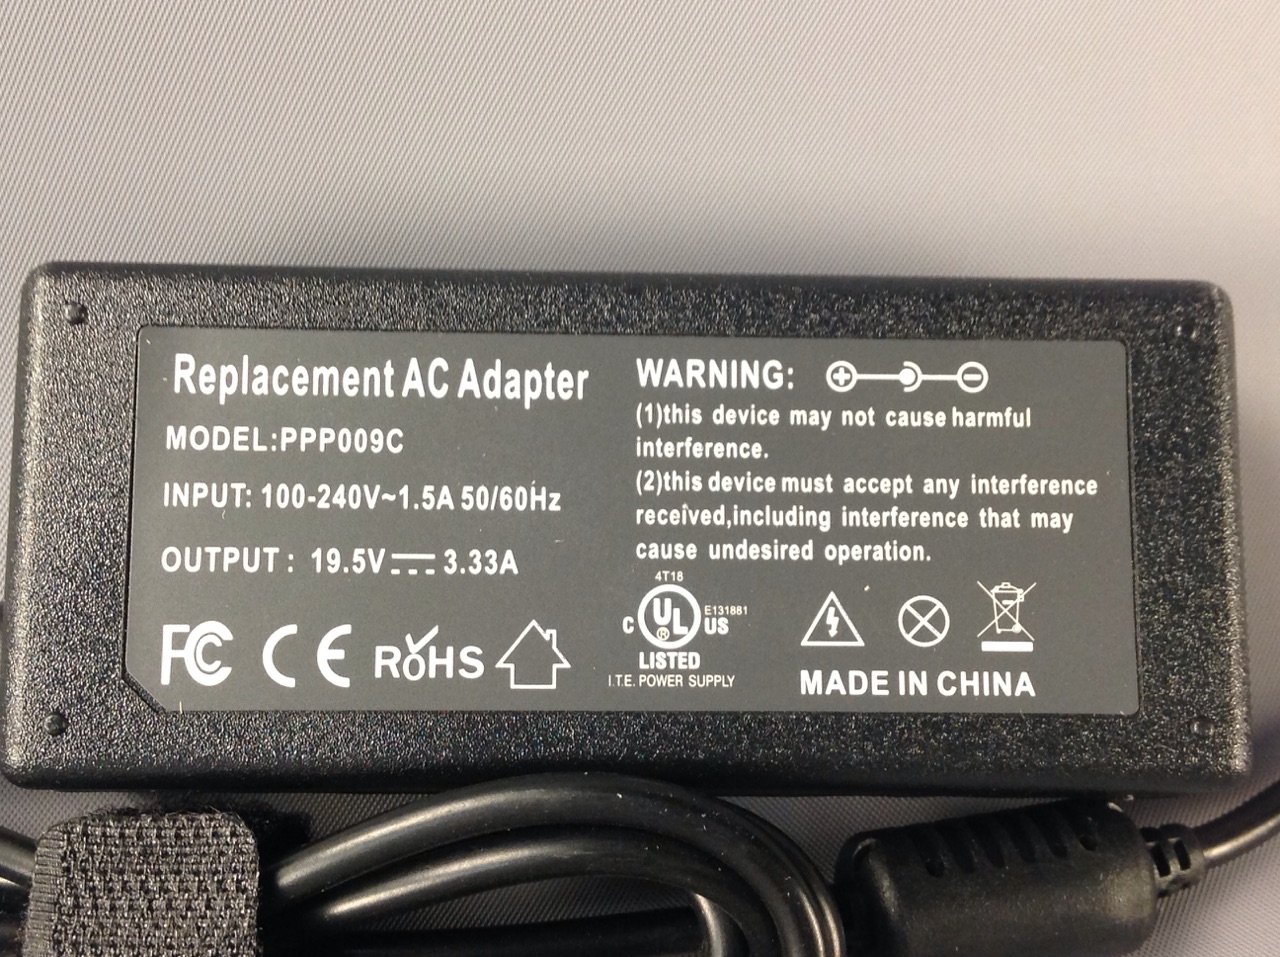 Replacement AC Adapter
MODEL:PPP009C
INPUT: 100-240V~1.5A 50/60Hz
OUTPUT: 19.5V⎓3.33A
FC CE RoHS
WARNING:
(1)this device may not cause harmful
interference.
(2)this device must accept any interference
received,including interference that may
cause undesired operation.
4T18
C UL® US E131881
LISTED
I.T.E. POWER SUPPLY
MADE IN CHINA